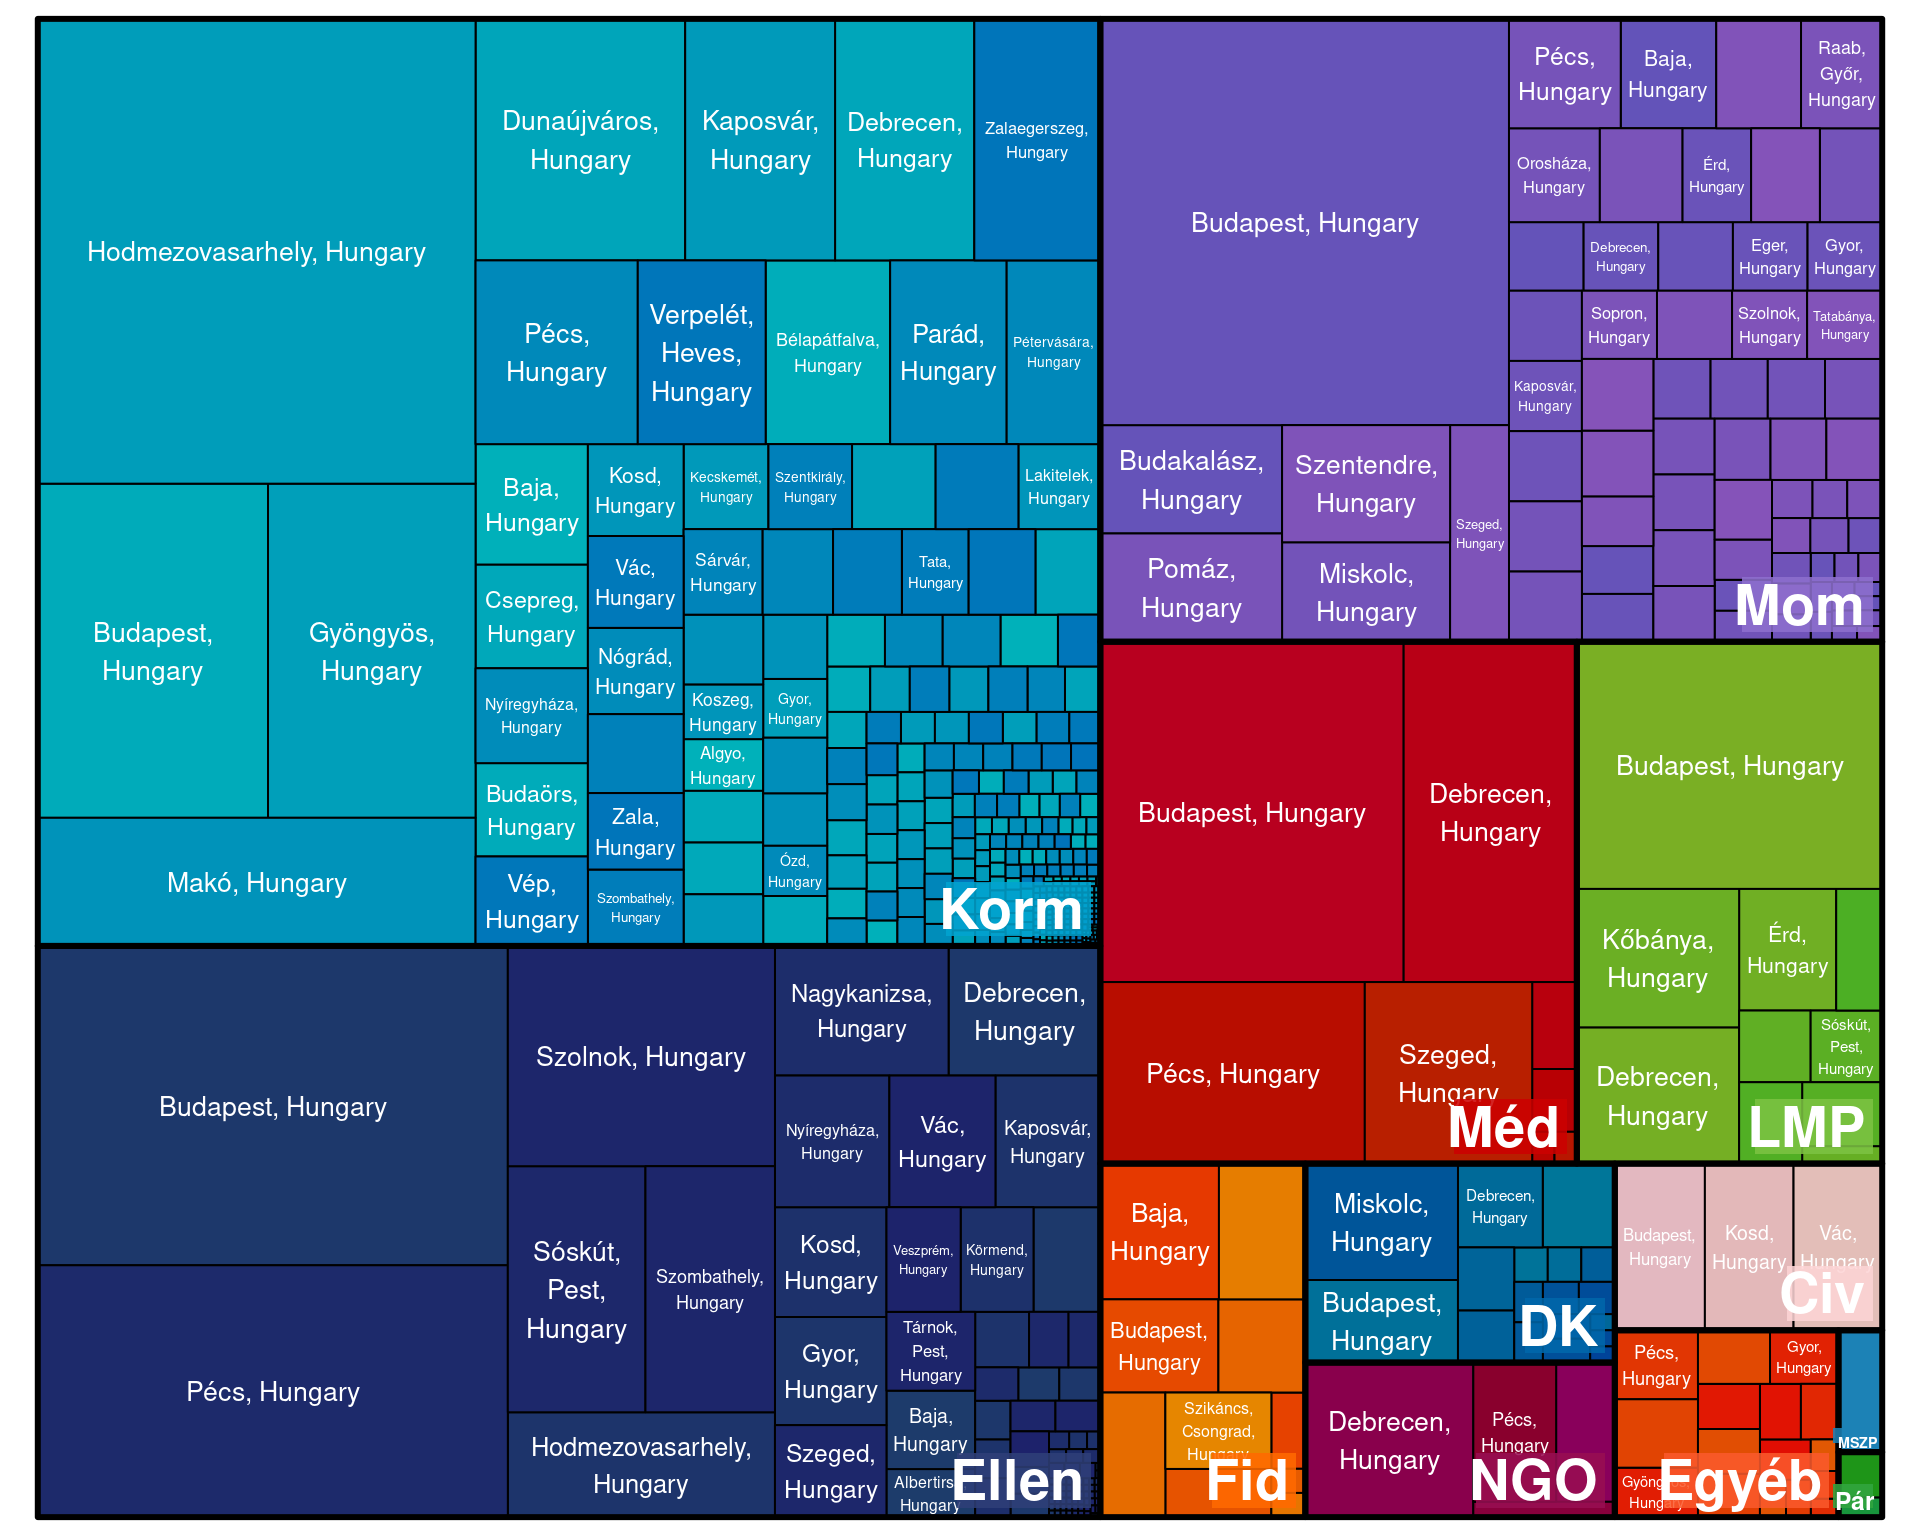 Hodmezovasarhely, Hungary
Budapest,
Hungary
Gyöngyös,
Hungary
Makó, Hungary
Dunaújváros,
Hungary
Kaposvár,
Hungary
Debrecen,
Hungary
Zalaegerszeg,
Hungary
Pécs,
Hungary
Verpelét,
Heves,
Hungary
Bélapátfalva,
Hungary
Parád,
Hungary
Pétervására,
Hungary
Baja,
Hungary
Csepreg,
Hungary
Nyíregyháza,
Hungary
Budaörs,
Hungary
Vép,
Hungary
Kosd,
Hungary
Vác,
Hungary
Nógrád,
Hungary
Zala,
Hungary
Szombathely,
Hungary
Kecskemét,
Hungary
Szentkirály,
Hungary
Lakitelek,
Hungary
Sárvár,
Hungary
Tata,
Hungary
Koszeg,
Hungary
Gyor,
Hungary
Algyo,
Hungary
Ózd,
Hungary
Korm
Budapest, Hungary
Pécs,
Hungary
Baja,
Hungary
Raab,
Győr,
Hungary
Orosháza,
Hungary
Érd,
Hungary
Debrecen,
Hungary
Eger,
Hungary
Gyor,
Hungary
Sopron,
Hungary
Szolnok,
Hungary
Tatabánya,
Hungary
Kaposvár,
Hungary
Budakalász,
Hungary
Pomáz,
Hungary
Szentendre,
Hungary
Miskolc,
Hungary
Szeged,
Hungary
Mom
Budapest, Hungary
Debrecen,
Hungary
Pécs, Hungary
Szeged,
Hungary
Méd
Budapest, Hungary
Kőbánya,
Hungary
Érd,
Hungary
Debrecen,
Hungary
Sóskút,
Pest,
Hungary
LMP
Budapest, Hungary
Pécs, Hungary
Szolnok, Hungary
Sóskút,
Pest,
Hungary
Szombathely,
Hungary
Hodmezovasarhely,
Hungary
Nagykanizsa,
Hungary
Debrecen,
Hungary
Nyíregyháza,
Hungary
Vác,
Hungary
Kaposvár,
Hungary
Kosd,
Hungary
Veszprém,
Hungary
Körmend,
Hungary
Gyor,
Hungary
Tárnok,
Pest,
Hungary
Baja,
Hungary
Szeged,
Hungary
Albertirsa,
Hungary
Ellen
Baja,
Hungary
Budapest,
Hungary
Szikáncs,
Csongrad,
Hungary
Fid
Miskolc,
Hungary
Debrecen,
Hungary
Budapest,
Hungary
DK
Debrecen,
Hungary
Pécs,
Hungary
NGO
Budapest,
Hungary
Kosd,
Hungary
Vác,
Hungary
Civ
Pécs,
Hungary
Gyor,
Hungary
Gyöngyös,
Hungary
Egyéb
MSZP
Pár